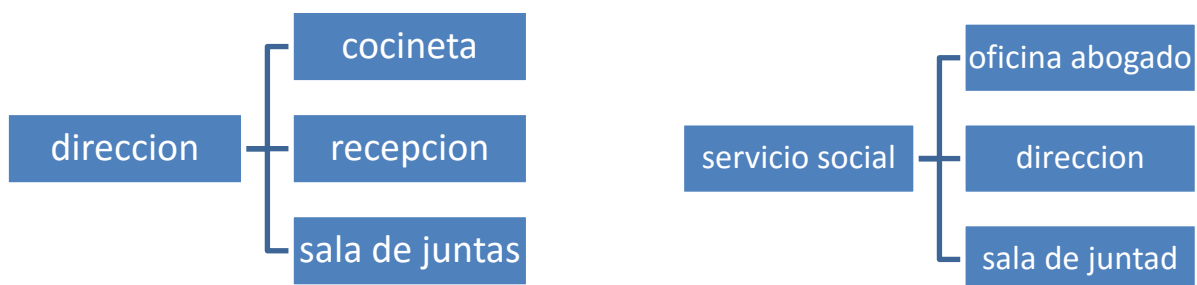 direccion
cocineta
recepcion
sala de juntas
servicio social
oficina abogado
direccion
sala de juntad